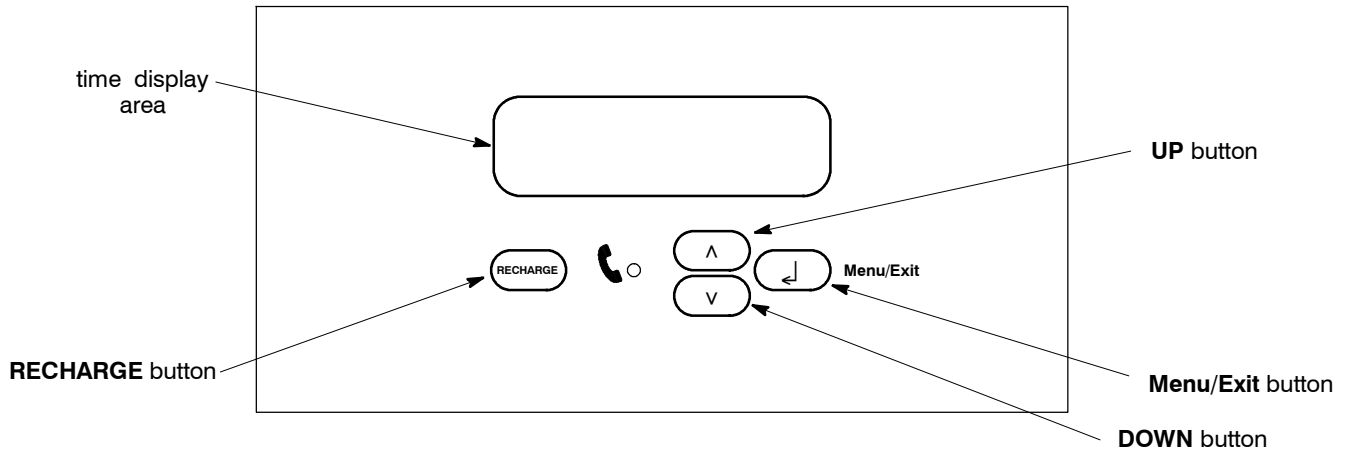 time display
area
UP button
RECHARGE
Menu/Exit
RECHARGE button
Menu/Exit button
DOWN button